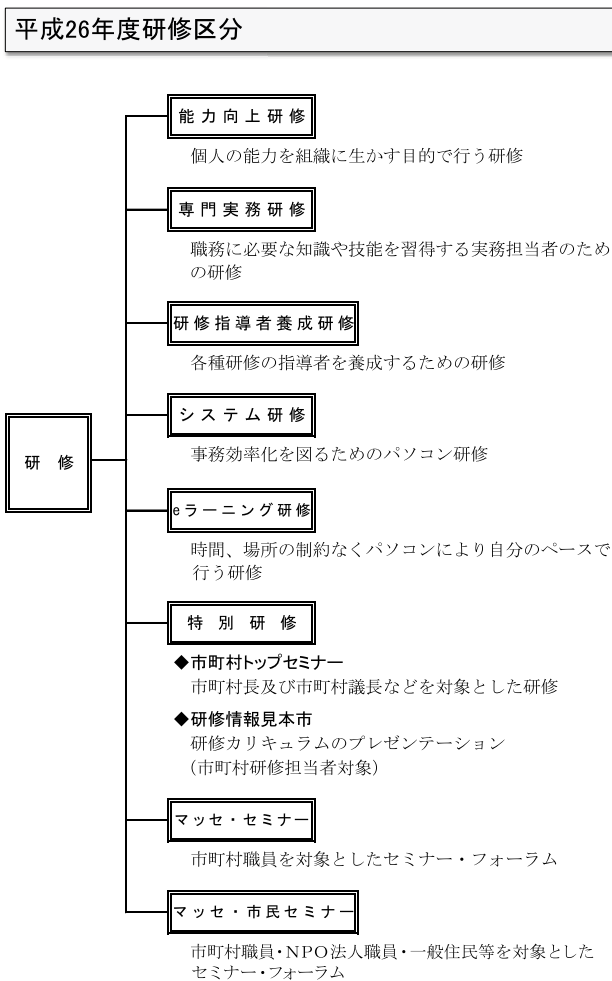 平成26年度研修区分
能力向上研修
個人の能力を組織に生かす目的で行う研修
専門実務研修
職務に必要な知識や技能を習得する実務担当者のため
の研修
研修指導者養成研修
各種研修の指導者を養成するための研修
システム研修
事務効率化を図るためのパソコン研修
研修
eラーニング研修
時間、場所の制約なくパソコンにより自分のペースで
行う研修
特別研修
◆市町村トップセミナー
市町村長及び市町村議長などを対象とした研修
◆研修情報見本市
研修カリキュラムのプレゼンテーション
(市町村研修担当者対象)
マッセ・セミナー
市町村職員を対象としたセミナー・フォーラム
マッセ・市民セミナー
市町村職員・NPO法人職員・一般住民等を対象とした
セミナー・フォーラム